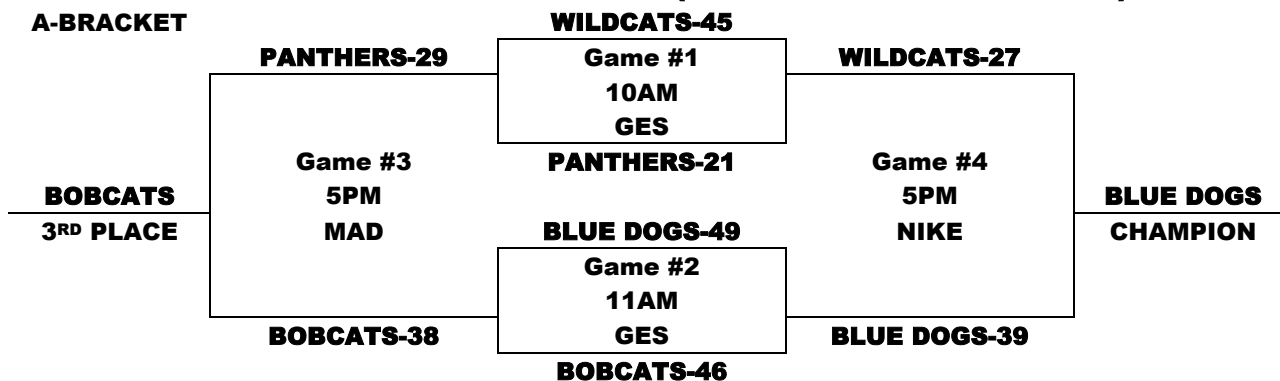 A-BRACKET
WILDCATS-45
PANTHERS-29
Game #1
WILDCATS-27
10AM
GES
Game #3
PANTHERS-21
Game #4
BOBCATS
5PM
5PM
BLUE DOGS
3RD PLACE
MAD
BLUE DOGS-49
NIKE
CHAMPION
Game #2
11AM
BOBCATS-38
GES
BLUE DOGS-39
BOBCATS-46